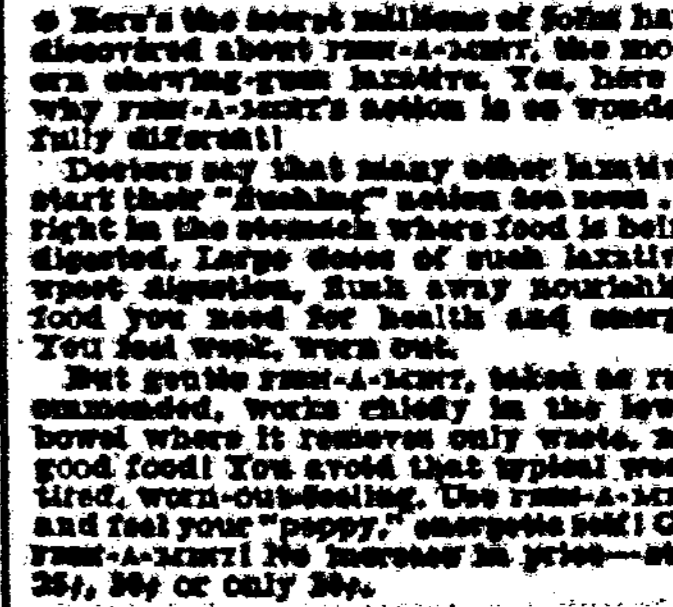 ● Here's the secret millions of folks ha
discovered about FEEN-A-MINT, the mo
ern chewing-gum laxative. Yes, here
why FEEN-A-MINT'S action is so wonde
fully different!
Doctors say that many other laxativ
start their "flushing" action too soon .
right in the stomach where food is bei
digested. Large doses of such laxativ
upset digestion, flush away nourishi
food you need for health and energ
You feel weak, worn out.
But gentle FEEN-A-MINT, taken as r
ommended, works chiefly in the low
bowel where it removes only waste, n
good food! You avoid that typical wea
tired, worn-out feeling. Use FEEN-A-MI
and feel your "peppy," energetic self! G
FEEN-A-MINT! No increase in price—st
25¢, or only